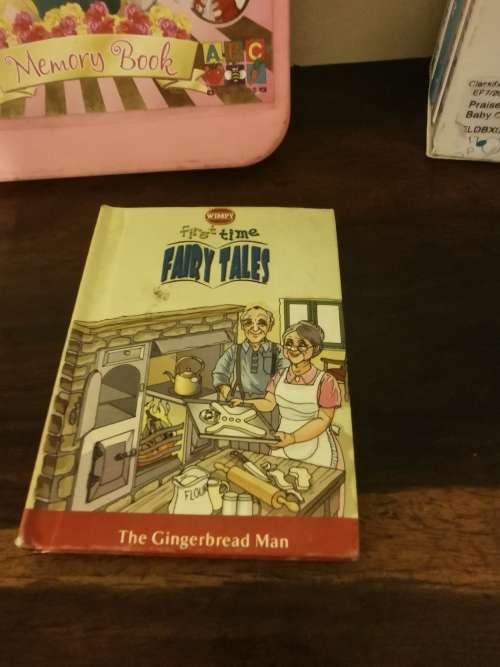 Memory Book
ABC
WIMPY
first time
FAIRY TALES
FLOUR
The Gingerbread Man
Praise
Baby